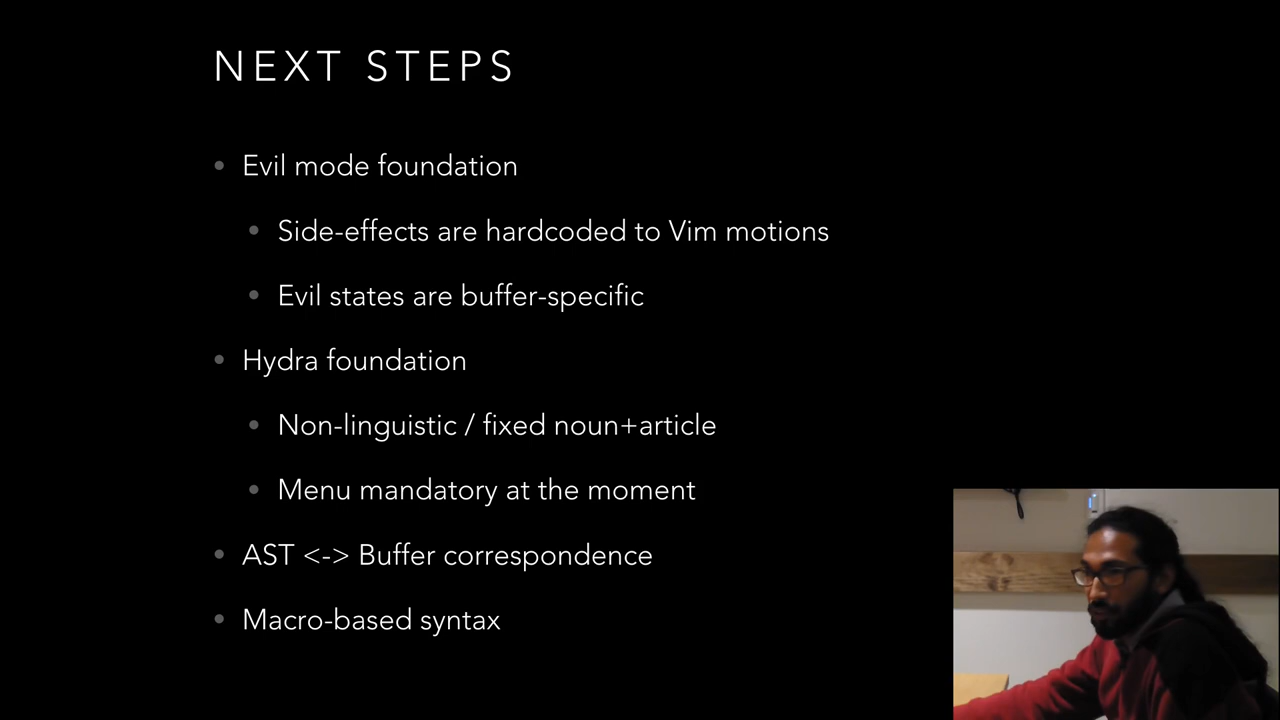 NEXT STEPS
Evil mode foundation
Side-effects are hardcoded to Vim motions
Evil states are buffer-specific
Hydra foundation
Non-linguistic / fixed noun+article
Menu mandatory at the moment
AST <-> Buffer correspondence
Macro-based syntax